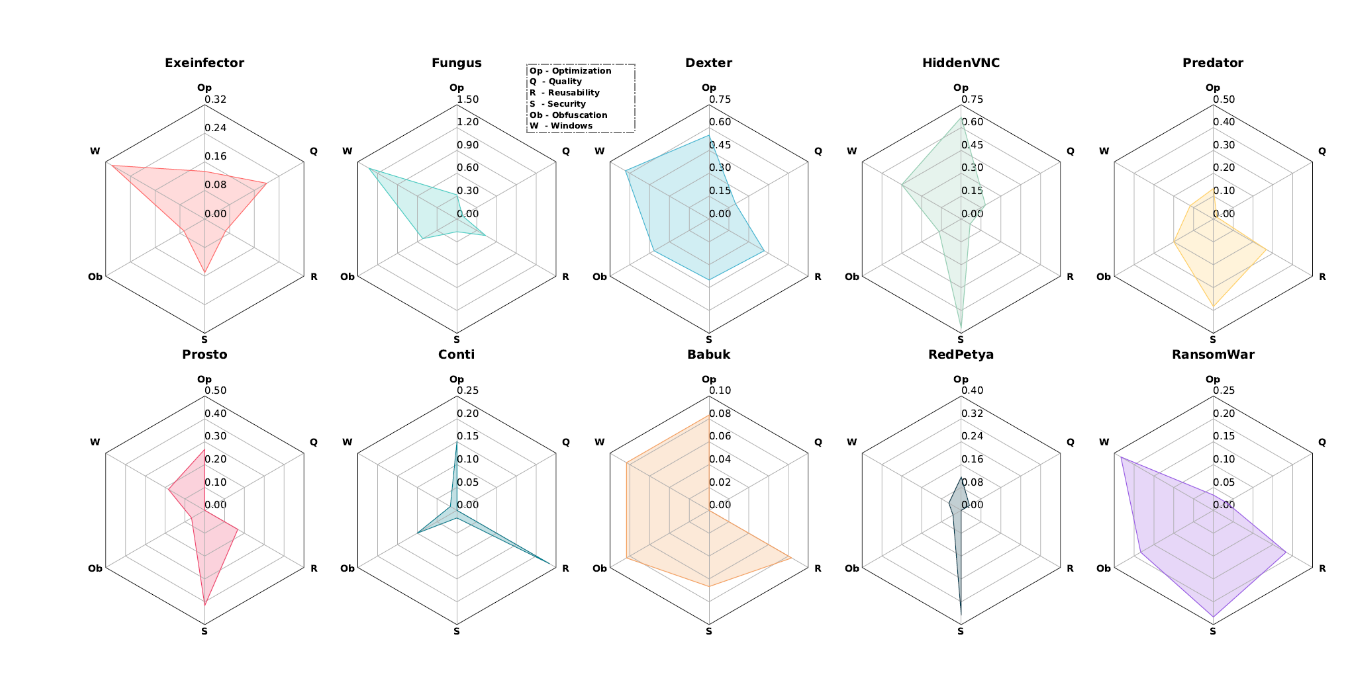 Exeinfector
Op
0.32
0.24
0.16
0.08
0.00
W
Q
Ob
R
S
Fungus
Op
1.50
1.20
0.90
0.60
0.30
0.00
W
Q
Ob
R
S
Op - Optimization
Q - Quality
R - Reusability
S - Security
Ob - Obfuscation
W - Windows
Dexter
0.75
0.60
0.45
0.30
0.15
0.00
W
Q
Ob
R
S
HiddenVNC
Op
0.75
0.60
0.45
0.30
0.15
0.00
W
Q
Ob
R
S
Predator
Op
0.50
0.40
0.30
0.20
0.10
0.00
W
Q
Ob
R
S
Prosto
Op
0.50
0.40
0.30
0.20
0.10
0.00
W
Q
Ob
R
S
Conti
Op
0.25
0.20
0.15
0.10
0.05
0.00
W
Q
Ob
R
S
Babuk
Op
0.10
0.08
0.06
0.04
0.02
0.00
W
Q
Ob
R
S
RedPetya
Op
0.40
0.32
0.24
0.16
0.08
0.00
W
Q
Ob
R
S
RansomWar
Op
0.25
0.20
0.15
0.10
0.05
0.00
W
Q
Ob
R
S